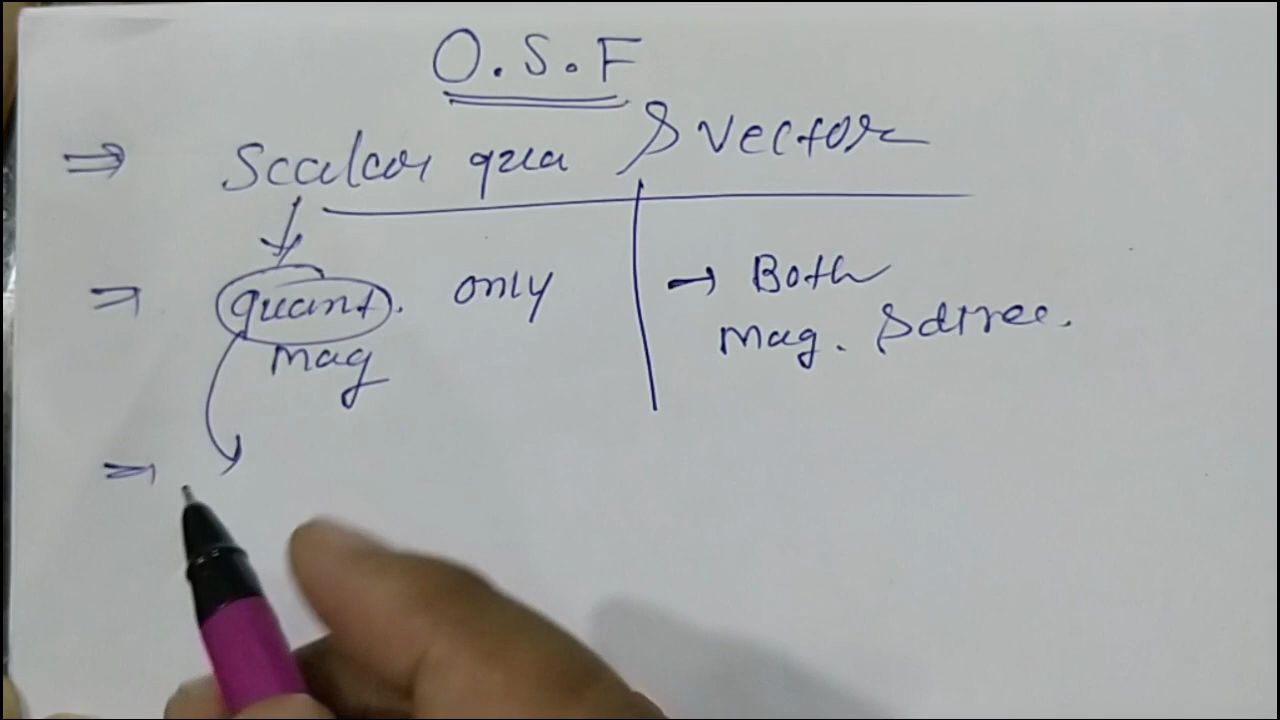 O.S.F
⇒ Scalar qua & vector
⇒ quant. only
mag
→ Both
mag. & direc.
⇒